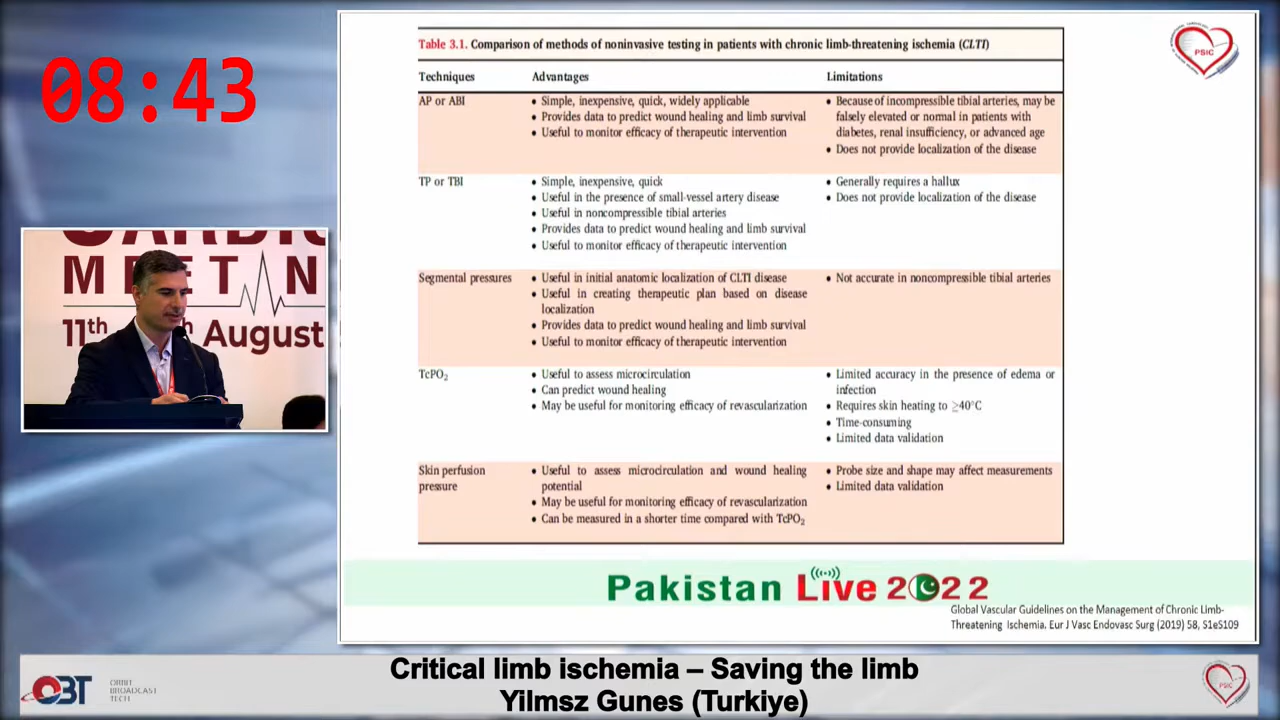 08:43
CARDIO
MEET N
11th th August
Table 3.1. Comparison of methods of noninvasive testing in patients with chronic limb-threatening ischemia (CLTI)
Techniques Advantages Limitations
AP or ABI
• Simple, inexpensive, quick, widely applicable
• Provides data to predict wound healing and limb survival
• Useful to monitor efficacy of therapeutic intervention
• Because of incompressible tibial arteries, may be
falsely elevated or normal in patients with
diabetes, renal insufficiency, or advanced age
• Does not provide localization of the disease
TP or TBI
• Simple, inexpensive, quick
• Useful in the presence of small-vessel artery disease
• Useful in noncompressible tibial arteries
• Provides data to predict wound healing and limb survival
• Useful to monitor efficacy of therapeutic intervention
• Generally requires a hallux
• Does not provide localization of the disease
Segmental pressures
• Useful in initial anatomic localization of CLTI disease
• Useful in creating therapeutic plan based on disease
localization
• Provides data to predict wound healing and limb survival
• Useful to monitor efficacy of therapeutic intervention
• Not accurate in noncompressible tibial arteries
TcPO₂
• Useful to assess microcirculation
• Can predict wound healing
• May be useful for monitoring efficacy of revascularization
• Limited accuracy in the presence of edema or
infection
• Requires skin heating to ≥40°C
• Time-consuming
• Limited data validation
Skin perfusion
pressure
• Useful to assess microcirculation and wound healing
potential
• May be useful for monitoring efficacy of revascularization
• Can be measured in a shorter time compared with TcPO₂
• Probe size and shape may affect measurements
• Limited data validation
PSIC
Pakistan Live 2022
Global Vascular Guidelines on the Management of Chronic Limb-
Threatening Ischemia. Eur J Vasc Endovasc Surg (2019) 58, S1eS109
OBT
ORBIT
BROADCAST
TECH
Critical limb ischemia – Saving the limb
Yilmsz Gunes (Turkiye)
PSIC